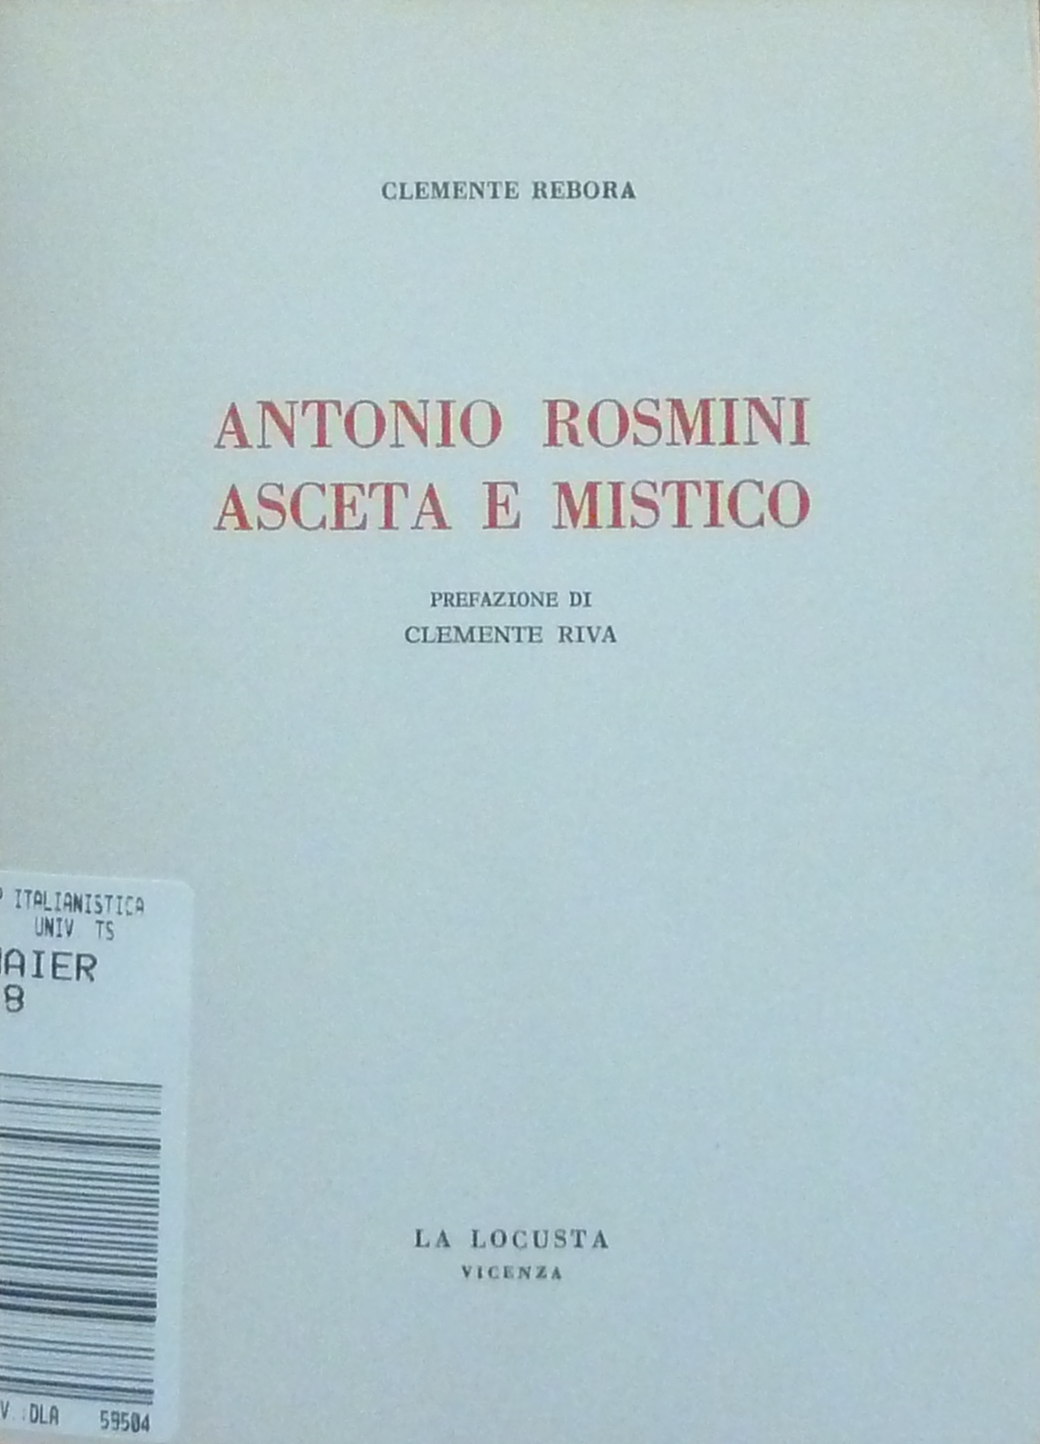 CLEMENTE REBORA
ANTONIO ROSMINI
ASCETA E MISTICO
PREFAZIONE DI
CLEMENTE RIVA
ITALIANISTICA
UNIV TS
MAIER
8
LA LOCUSTA
VICENZA
V. DLA 59504